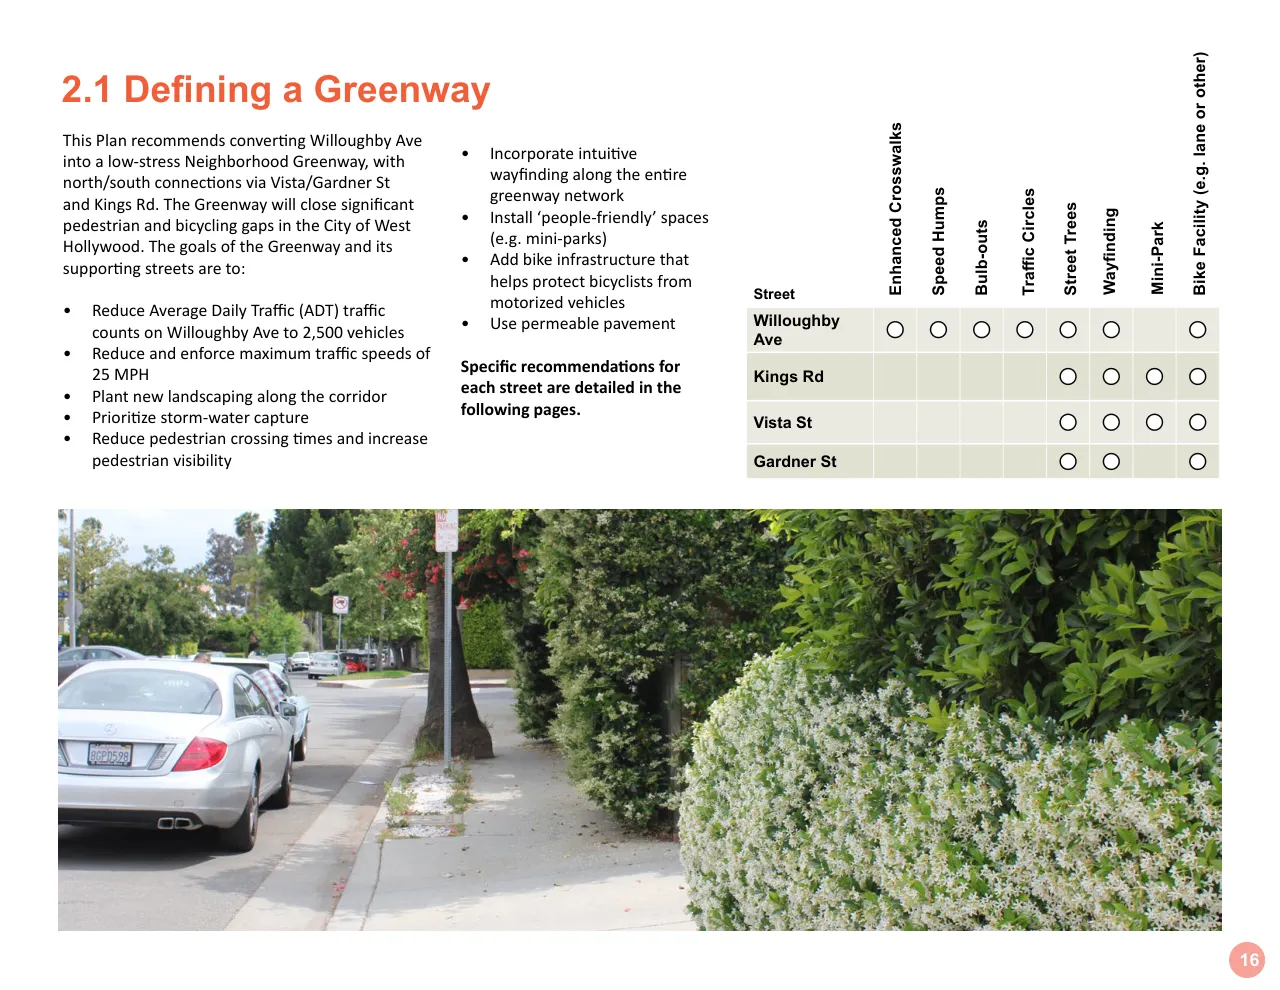 2.1 Defining a Greenway
This Plan recommends converting Willoughby Ave
into a low-stress Neighborhood Greenway, with
north/south connections via Vista/Gardner St
and Kings Rd. The Greenway will close significant
pedestrian and bicycling gaps in the City of West
Hollywood. The goals of the Greenway and its
supporting streets are to:
• Reduce Average Daily Traffic (ADT) traffic
counts on Willoughby Ave to 2,500 vehicles
• Reduce and enforce maximum traffic speeds of
25 MPH
• Plant new landscaping along the corridor
• Prioritize storm-water capture
• Reduce pedestrian crossing times and increase
pedestrian visibility
• Incorporate intuitive
wayfinding along the entire
greenway network
• Install ‘people-friendly’ spaces
(e.g. mini-parks)
• Add bike infrastructure that
helps protect bicyclists from
motorized vehicles
• Use permeable pavement
Specific recommendations for
each street are detailed in the
following pages.
Street
Enhanced Crosswalks
Speed Humps
Bulb-outs
Traffic Circles
Street Trees
Wayfinding
Mini-Park
Bike Facility (e.g. lane or other)
Willoughby
Ave
Kings Rd
Vista St
Gardner St
8GPD598
16